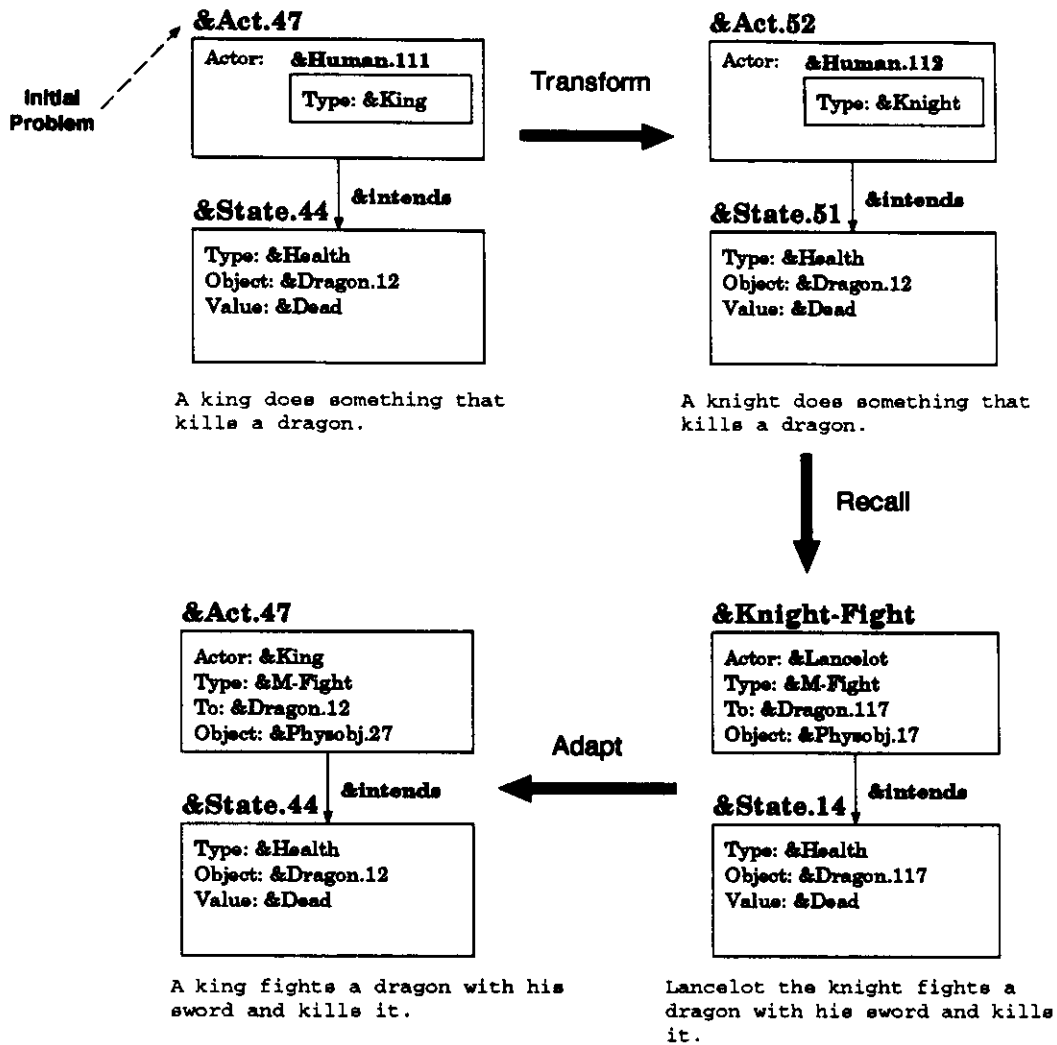 &Act.47
Actor: &Human.111
Type: &King
Initial
Problem
&intends
&State.44
Type: &Health
Object: &Dragon.12
Value: &Dead
A king does something that
kills a dragon.
Transform
&Act.52
Actor: &Human.112
Type: &Knight
&intends
&State.51
Type: &Health
Object: &Dragon.12
Value: &Dead
A knight does something that
kills a dragon.
Recall
&Knight-Fight
Actor: &Lancelot
Type: &M-Fight
To: &Dragon.117
Object: &Physobj.17
&intends
&State.14
Type: &Health
Object: &Dragon.117
Value: &Dead
Lancelot the knight fights a
dragon with his sword and kills
it.
Adapt
&Act.47
Actor: &King
Type: &M-Fight
To: &Dragon.12
Object: &Physobj.27
&intends
&State.44
Type: &Health
Object: &Dragon.12
Value: &Dead
A king fights a dragon with his
sword and kills it.